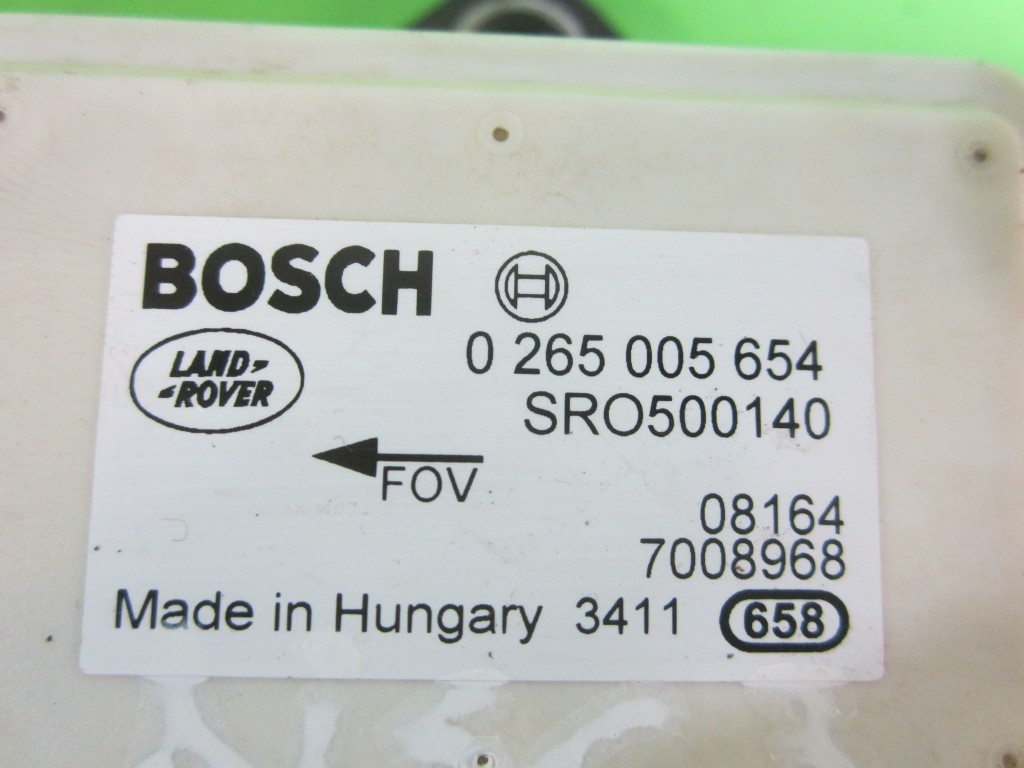 BOSCH
LAND-
-ROVER
0 265 005 654
SRO500140
FOV
08164
7008968
Made in Hungary 3411 658